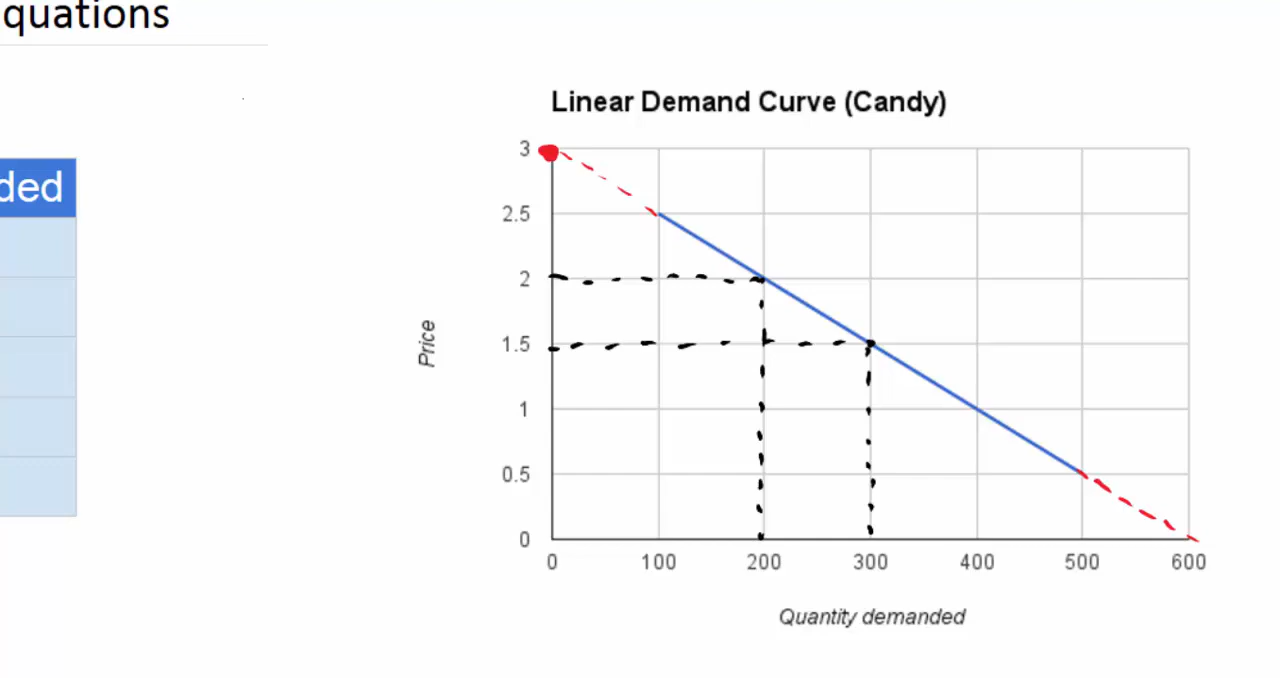 quations
ded
Linear Demand Curve (Candy)
3
2.5
2
1.5
1
0.5
0
Price
0 100 200 300 400 500 600
Quantity demanded